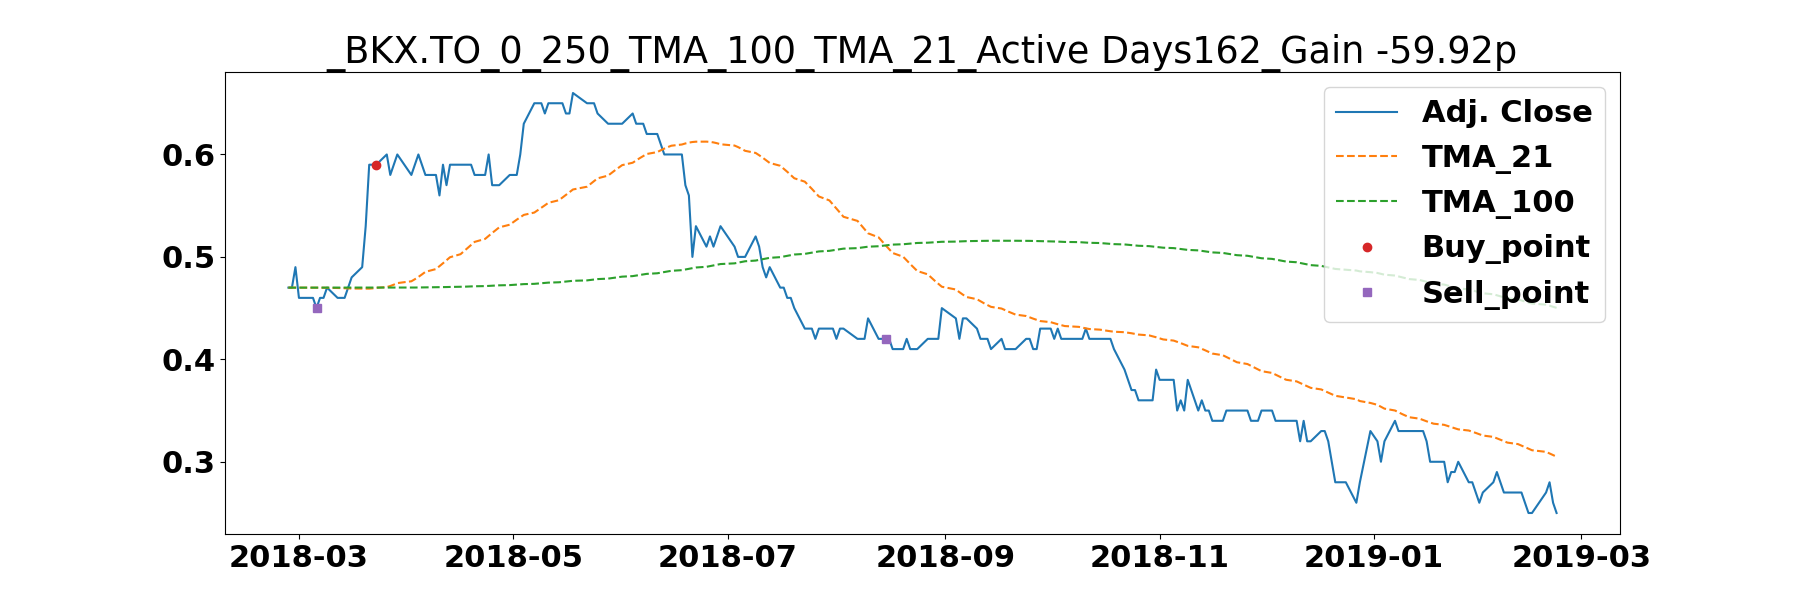 _BKX.TO_0_250_TMA_100_TMA_21_Active Days162_Gain -59.92p
Adj. Close
TMA_21
TMA_100
Buy_point
Sell_point
0.6
0.5
0.4
0.3
2018-03 2018-05 2018-07 2018-09 2018-11 2019-01 2019-03